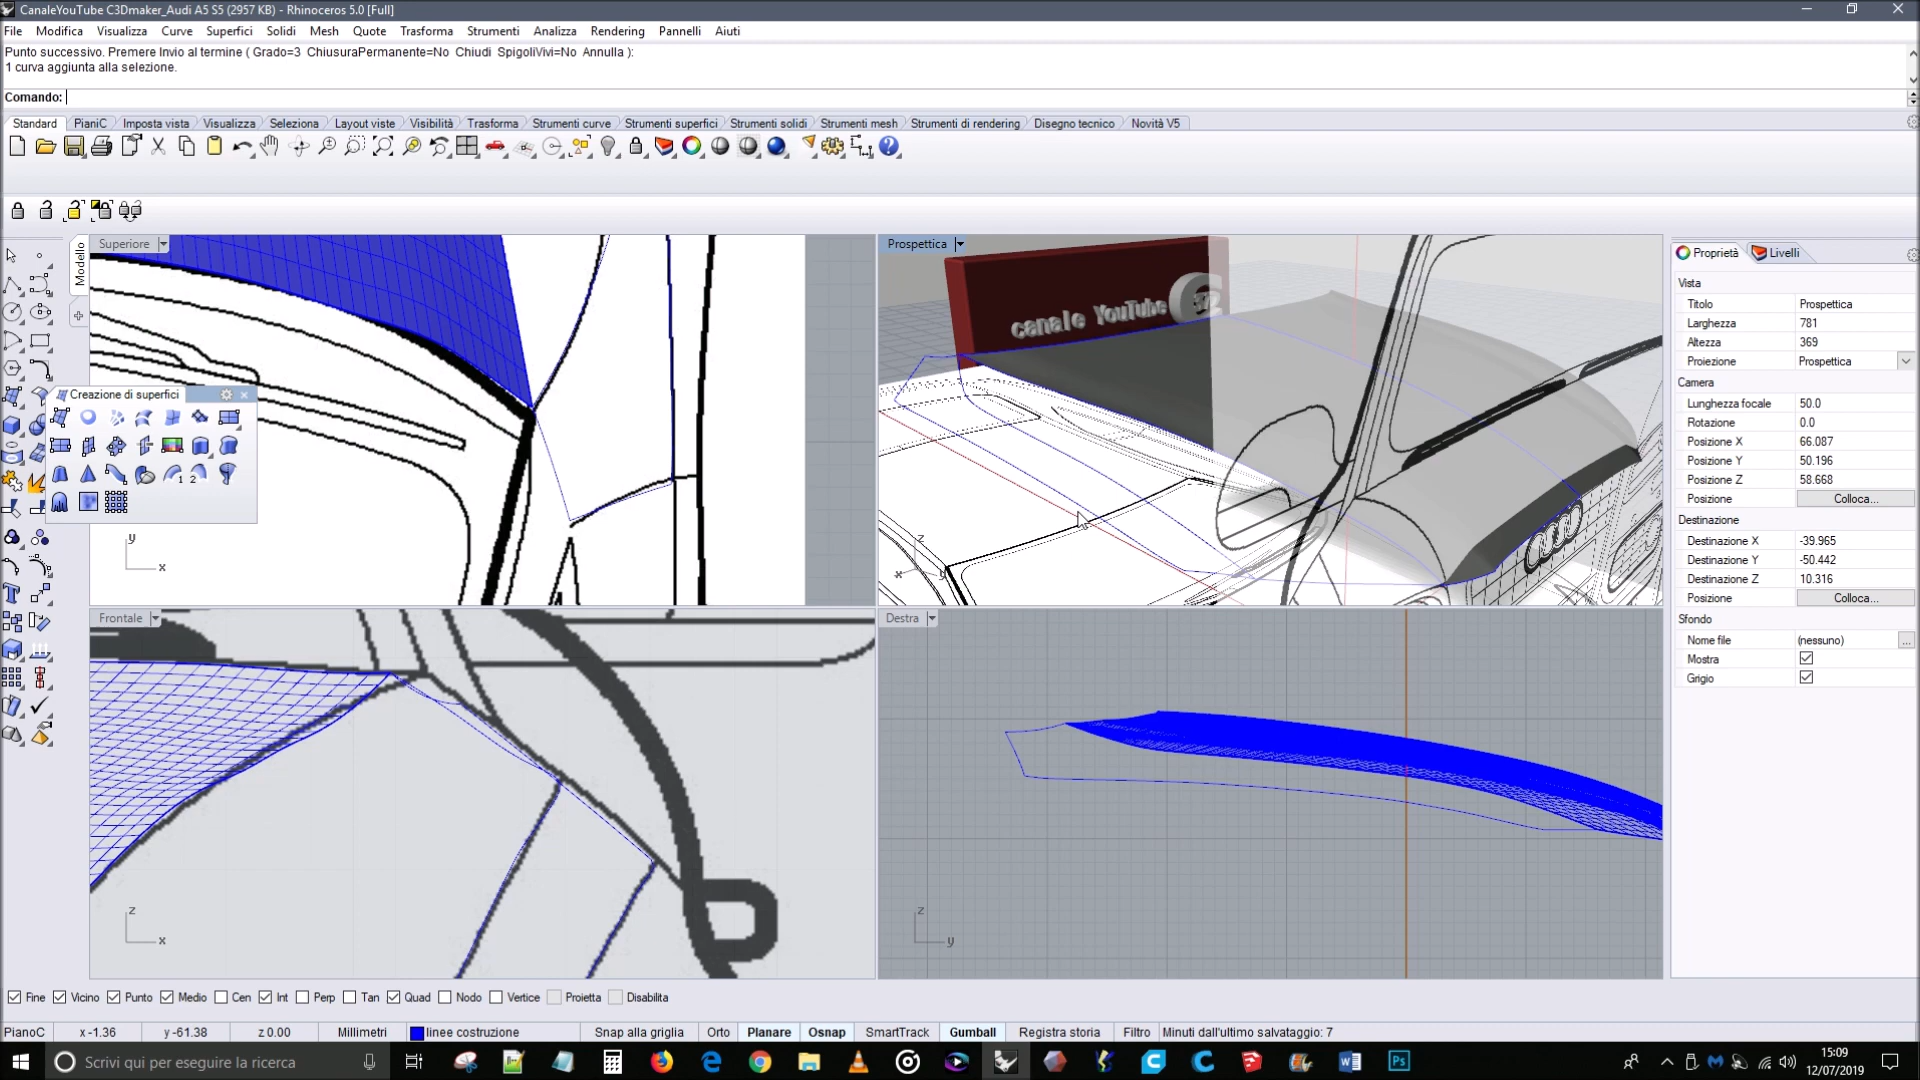 CanaleYouTube C3Dmaker_Audi A5 S5 (2957 KB) - Rhinoceros 5.0 [Full]
File Modifica Visualizza Curve Superfici Solidi Mesh Quote Trasforma Strumenti Analizza Rendering Pannelli Aiuti
Punto successivo. Premere Invio al termine ( Grado=3 ChiusuraPermanente=No Chiudi SpigoliVivi=No Annulla ):
1 curva aggiunta alla selezione.
Comando:
Standard PianiC Imposta vista Visualizza Seleziona Layout viste Visibilità Trasforma Strumenti curve Strumenti superfici Strumenti solidi Strumenti mesh Strumenti di rendering Disegno tecnico Novità V5
Modello
Superiore
Prospettica
canale YouTube
Creazione di superfici
1 2
y
x
z
x
y
Frontale
Destra
z
x
z
y
Proprietà Livelli
Vista
Titolo Prospettica
Larghezza 781
Altezza 369
Proiezione Prospettica
Camera
Lunghezza focale 50.0
Rotazione 0.0
Posizione X 66.087
Posizione Y 50.196
Posizione Z 58.668
Posizione Colloca...
Destinazione
Destinazione X -39.965
Destinazione Y -50.442
Destinazione Z 10.316
Posizione Colloca...
Sfondo
Nome file (nessuno) ...
Mostra
Grigio
Fine Vicino Punto Medio Cen Int Perp Tan Quad Nodo Vertice Proietta Disabilita
PianoC x -1.36 y -61.38 z 0.00 Millimetri linee costruzione Snap alla griglia Orto Planare Osnap SmartTrack Gumball Registra storia Filtro Minuti dall'ultimo salvataggio: 7
Scrivi qui per eseguire la ricerca
Ps
15:09
12/07/2019